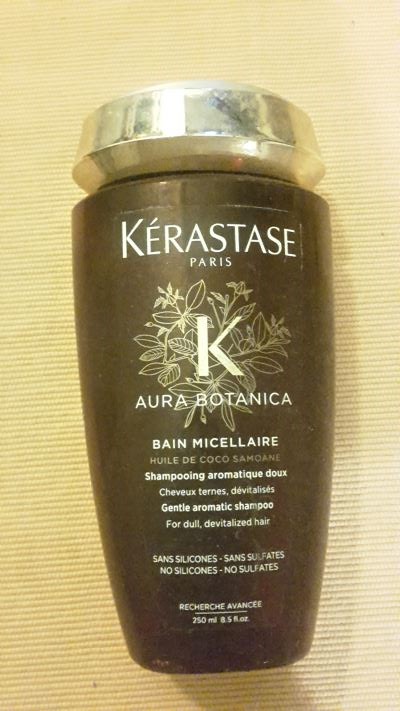 KÉRASTASE
PARIS
K
AURA BOTANICA
BAIN MICELLAIRE
HUILE DE COCO SAMOANE
Shampooing aromatique doux
Cheveux ternes, dévitalisés
Gentle aromatic shampoo
For dull, devitalized hair
SANS SILICONES - SANS SULFATES
NO SILICONES - NO SULFATES
RECHERCHE AVANCÉE
250 ml 8.5 fl.oz.